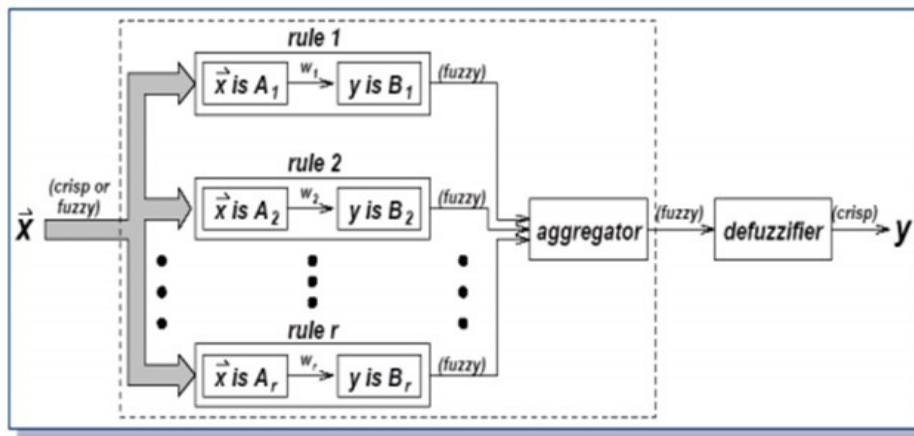 rule 1
x⃗ is A₁ w₁ y is B₁ (fuzzy)
rule 2
(crisp or
fuzzy)
x⃗ is A₂ w₂ y is B₂ (fuzzy)
x⃗
aggregator (fuzzy) defuzzifier (crisp) y
rule r
x⃗ is Aᵣ wᵣ y is Bᵣ (fuzzy)